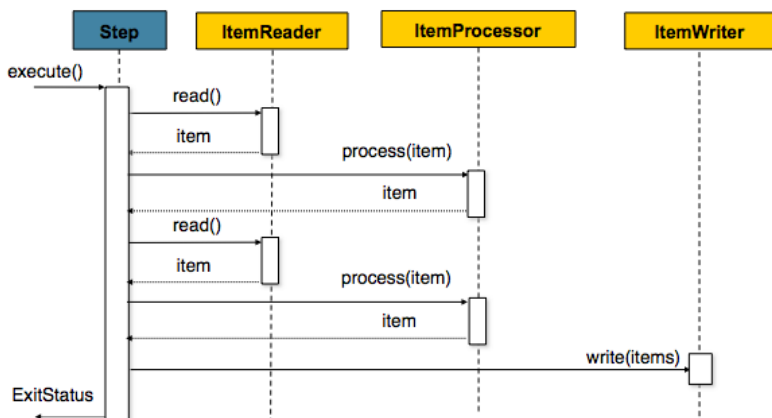 Step
ItemReader
ItemProcessor
ItemWriter
execute()
read()
item
process(item)
item
read()
item
process(item)
item
write(items)
ExitStatus